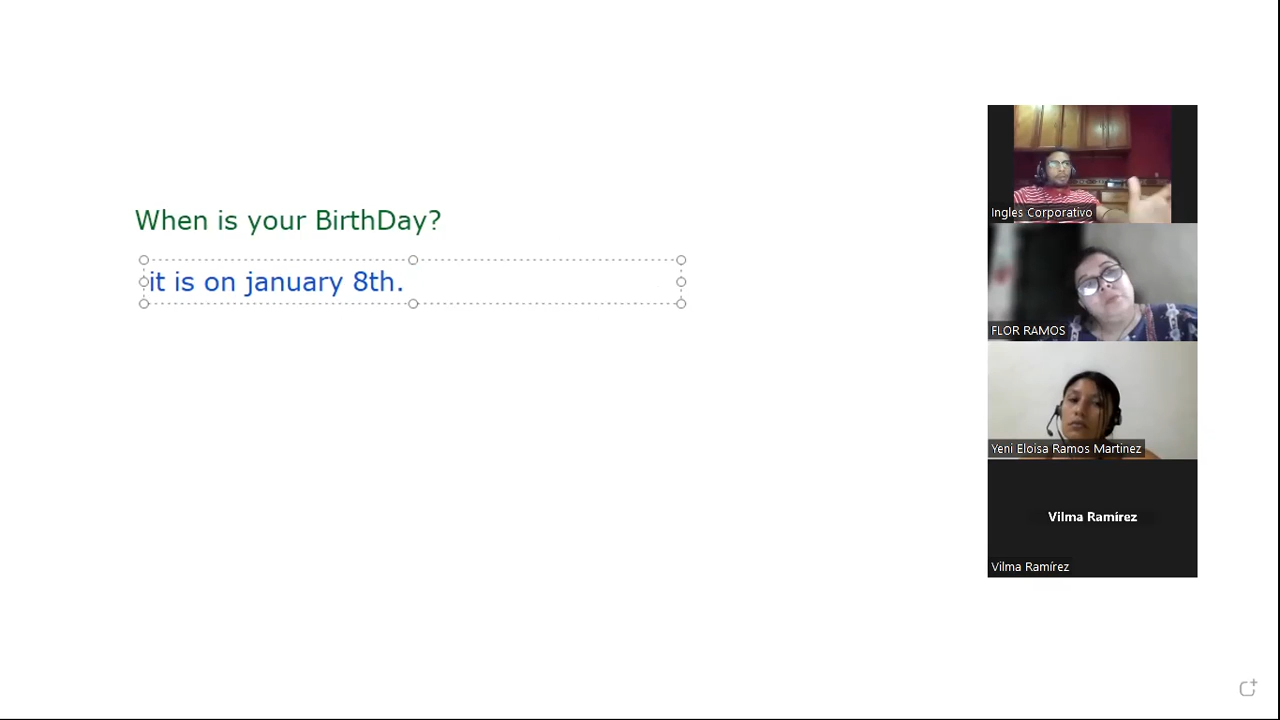 When is your BirthDay?
it is on january 8th.
Ingles Corporativo
FLOR RAMOS
Yeni Eloisa Ramos Martinez
Vilma Ramírez
Vilma Ramírez